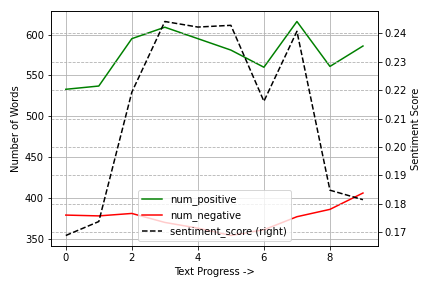 600
550
500
450
400
350
Number of Words
0.24
0.23
0.22
0.21
0.20
0.19
0.18
0.17
Sentiment Score
num_positive
num_negative
sentiment_score (right)
0 2 4 6 8
Text Progress ->